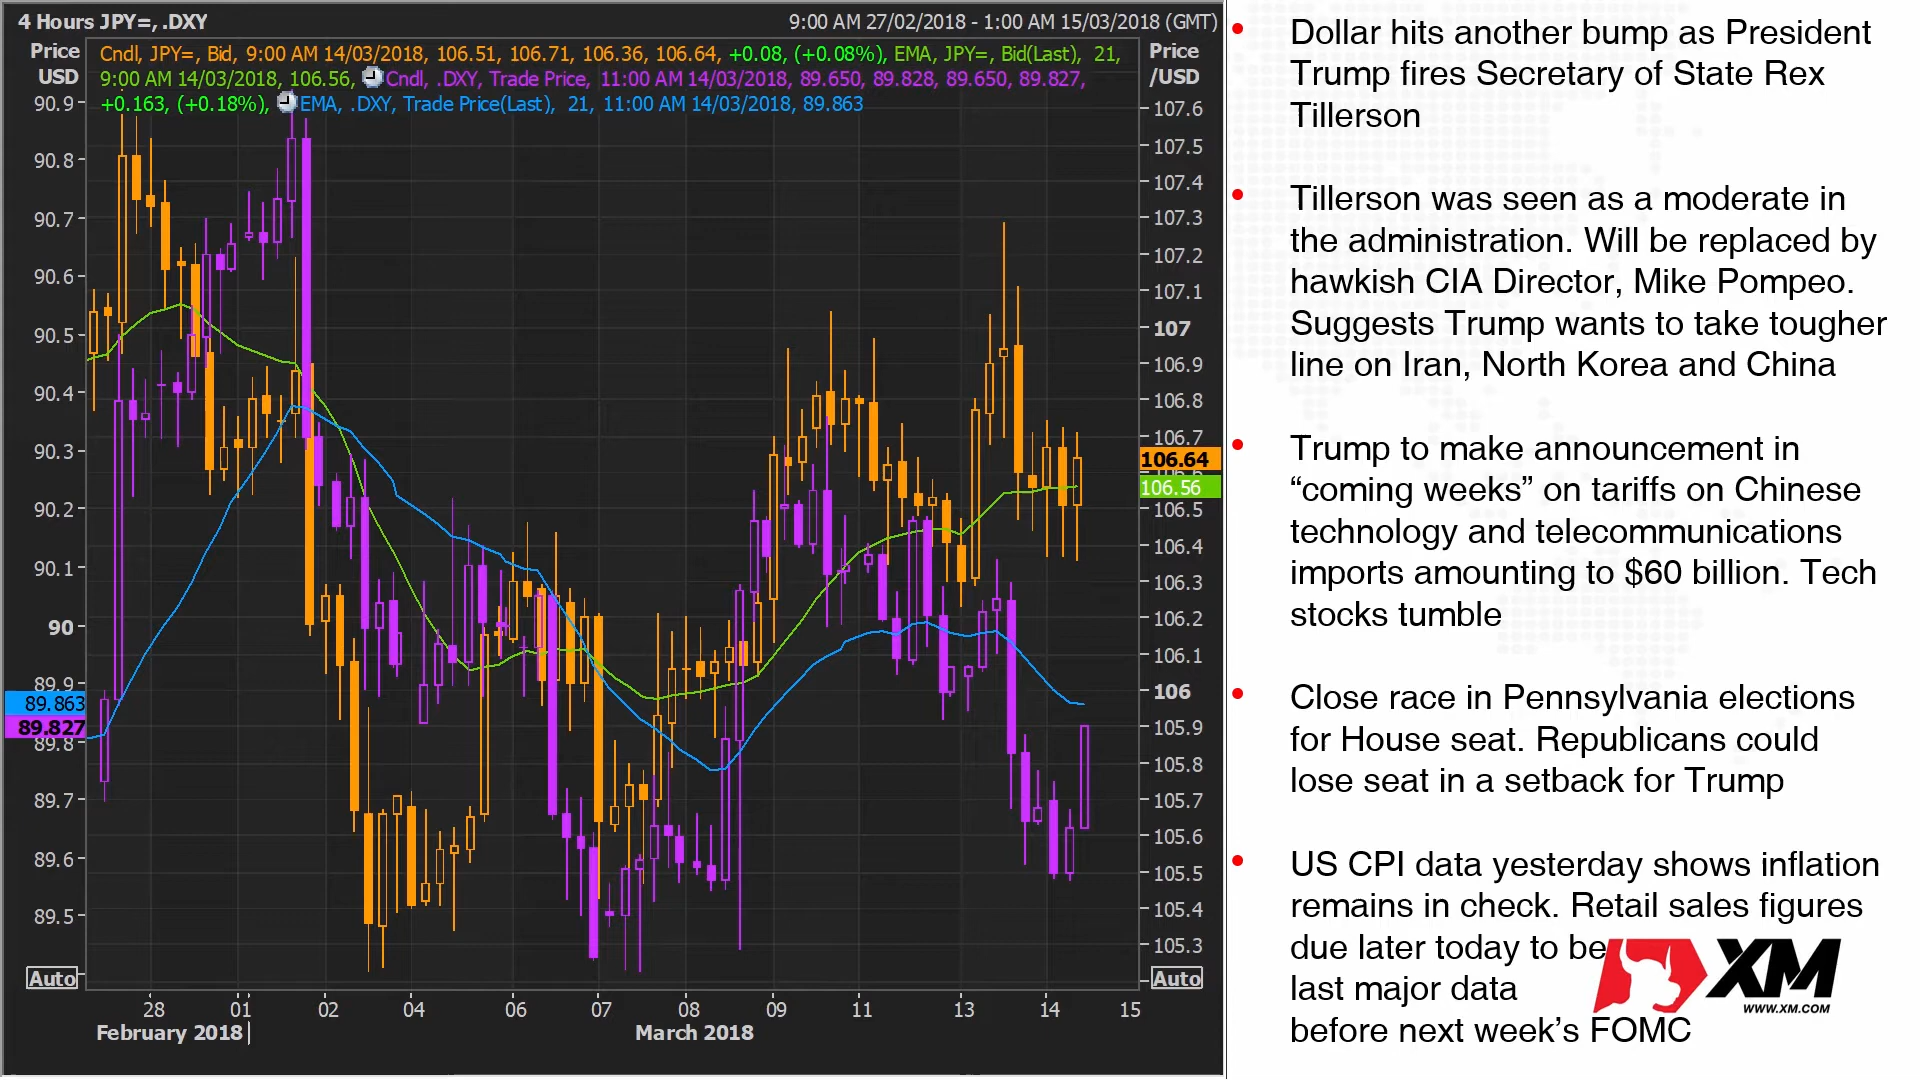 4 Hours JPY=, .DXY
9:00 AM 27/02/2018 - 1:00 AM 15/03/2018 (GMT)
Price
USD
Cndl, JPY=, Bid, 9:00 AM 14/03/2018, 106.51, 106.71, 106.36, 106.64, +0.08, (+0.08%), EMA, JPY=, Bid(Last), 21,
9:00 AM 14/03/2018, 106.56, Cndl, .DXY, Trade Price, 11:00 AM 14/03/2018, 89.650, 89.828, 89.650, 89.827,
+0.163, (+0.18%), EMA, .DXY, Trade Price(Last), 21, 11:00 AM 14/03/2018, 89.863
Price
/USD
90.9
90.8
90.7
90.6
90.5
90.4
90.3
90.2
90.1
90
89.9
89.863
89.827
89.8
89.7
89.6
89.5
Auto
107.6
107.5
107.4
107.3
107.2
107.1
107
106.9
106.8
106.7
106.64
106.6
106.56
106.5
106.4
106.3
106.2
106.1
106
105.9
105.8
105.7
105.6
105.5
105.4
105.3
Auto
28 01 02 04 06 07 08 09 11 13 14 15
February 2018 March 2018
• Dollar hits another bump as President
Trump fires Secretary of State Rex
Tillerson
• Tillerson was seen as a moderate in
the administration. Will be replaced by
hawkish CIA Director, Mike Pompeo.
Suggests Trump wants to take tougher
line on Iran, North Korea and China
• Trump to make announcement in
“coming weeks” on tariffs on Chinese
technology and telecommunications
imports amounting to $60 billion. Tech
stocks tumble
• Close race in Pennsylvania elections
for House seat. Republicans could
lose seat in a setback for Trump
• US CPI data yesterday shows inflation
remains in check. Retail sales figures
due later today to be
last major data
before next week’s FOMC
XM
WWW.XM.COM